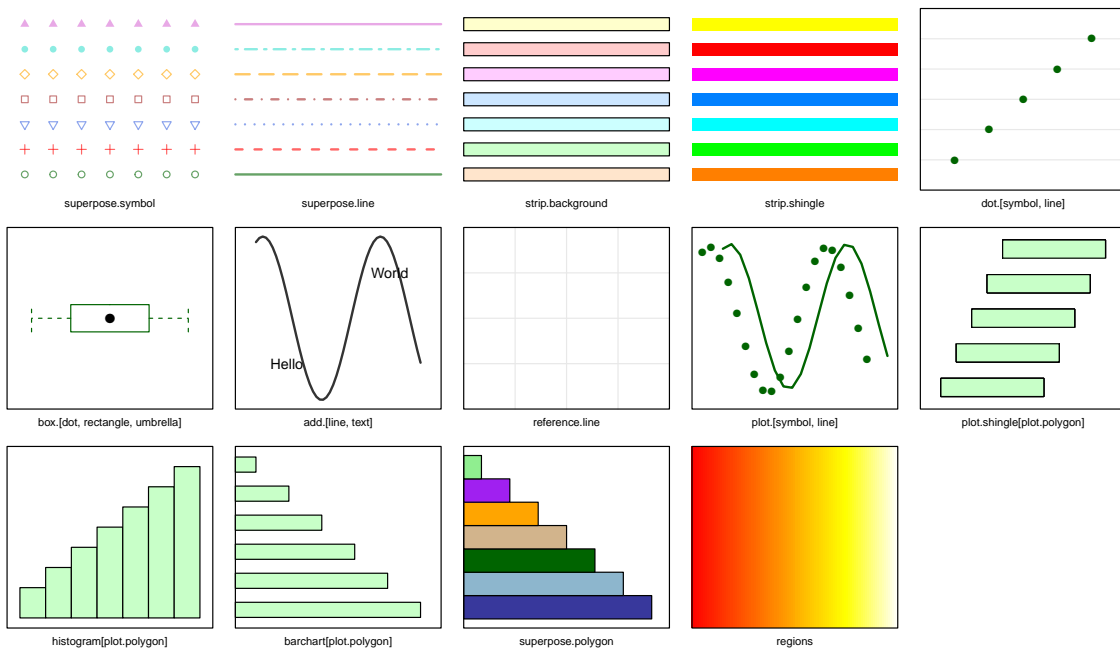 superpose.symbol
superpose.line
strip.background
strip.shingle
dot.[symbol, line]
World
Hello
box.[dot, rectangle, umbrella]
add.[line, text]
reference.line
plot.[symbol, line]
plot.shingle[plot.polygon]
histogram[plot.polygon]
barchart[plot.polygon]
superpose.polygon
regions